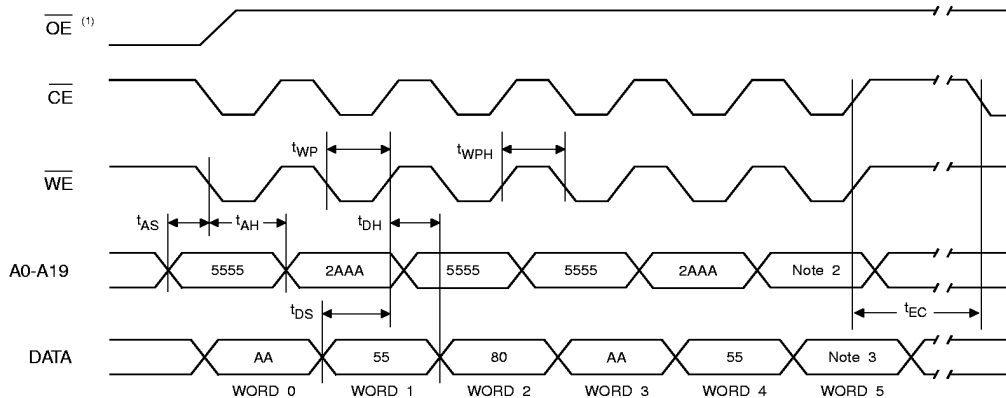 OE (1)
CE
tWP tWPH
WE
tAS tAH tDH
A0-A19 5555 2AAA 5555 5555 2AAA Note 2
tDS tEC
DATA AA 55 80 AA 55 Note 3
WORD 0 WORD 1 WORD 2 WORD 3 WORD 4 WORD 5